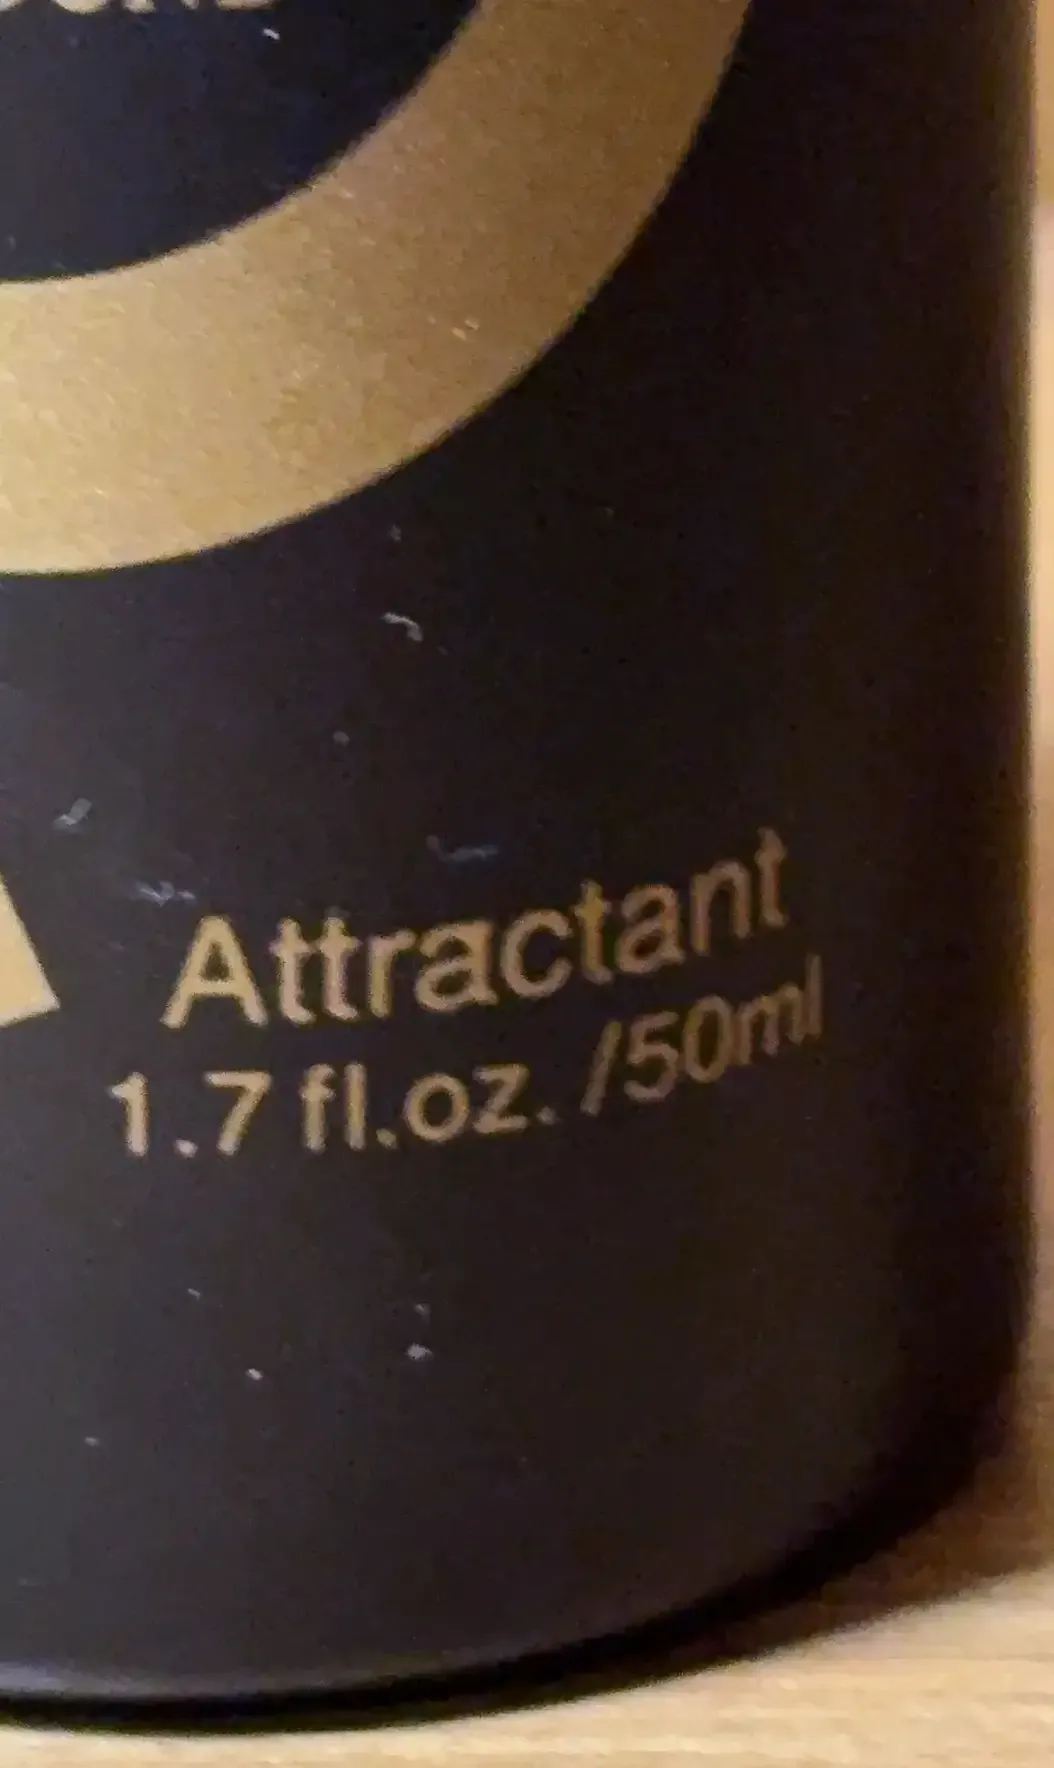 Attractant
1.7 fl.oz. /50ml